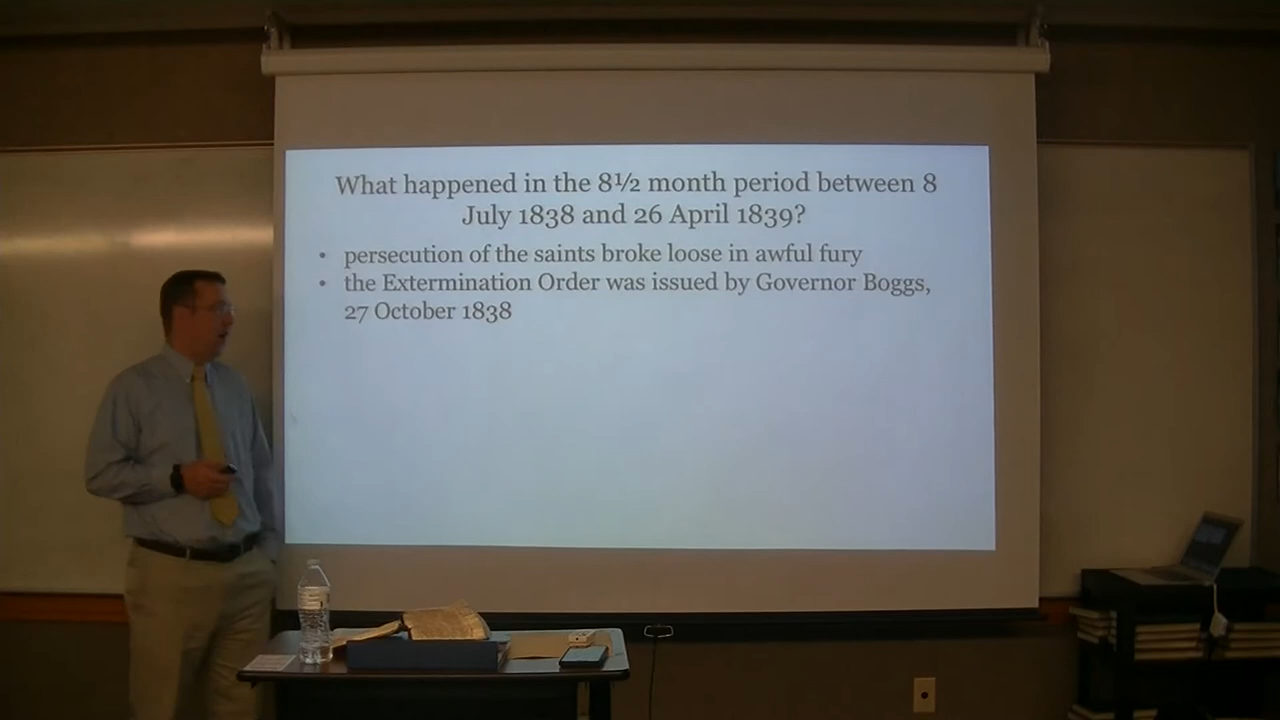 What happened in the 8½ month period between 8
July 1838 and 26 April 1839?
• persecution of the saints broke loose in awful fury
• the Extermination Order was issued by Governor Boggs,
27 October 1838